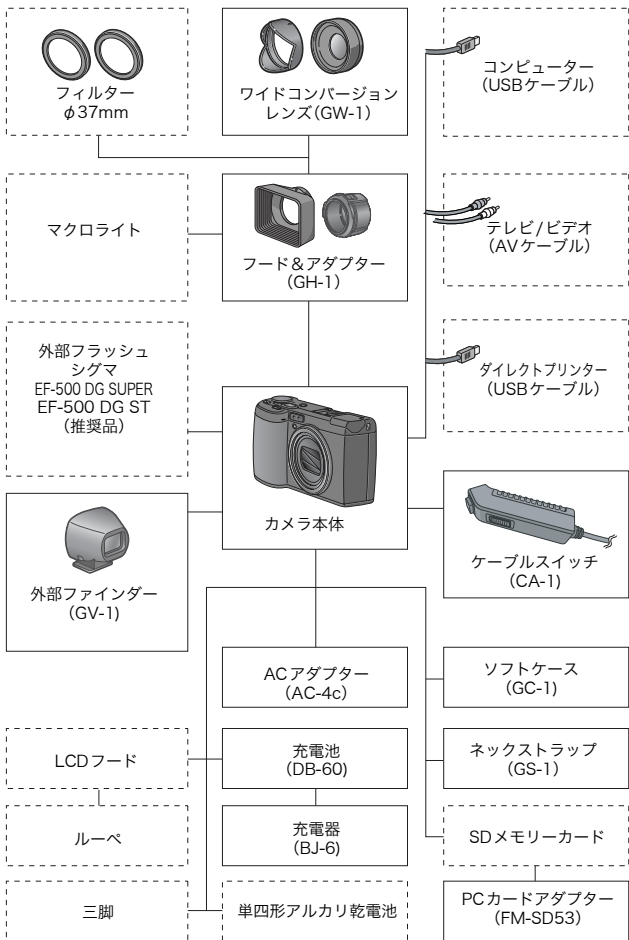 フィルター
φ37mm
ワイドコンバージョン
レンズ(GW-1)
コンピューター
(USBケーブル)
マクロライト
フード＆アダプター
(GH-1)
テレビ/ビデオ
(AVケーブル)
外部フラッシュ
シグマ
EF-500 DG SUPER
EF-500 DG ST
(推奨品)
カメラ本体
ダイレクトプリンター
(USBケーブル)
外部ファインダー
(GV-1)
ケーブルスイッチ
(CA-1)
ACアダプター
(AC-4c)
ソフトケース
(GC-1)
LCDフード
充電池
(DB-60)
ネックストラップ
(GS-1)
ルーペ
充電器
(BJ-6)
SDメモリーカード
三脚
単四形アルカリ乾電池
PCカードアダプター
(FM-SD53)